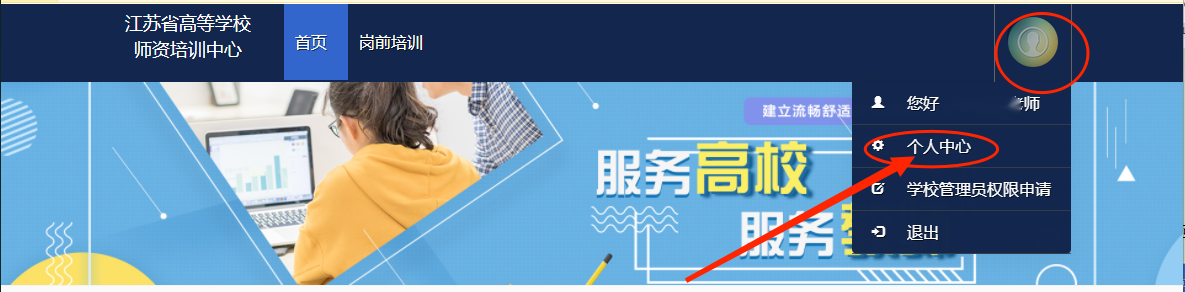 江苏省高等学校
师资培训中心
首页
岗前培训
建立流畅舒适
您好 老师
个人中心
服务高校
学校管理员权限申请
服务
退出